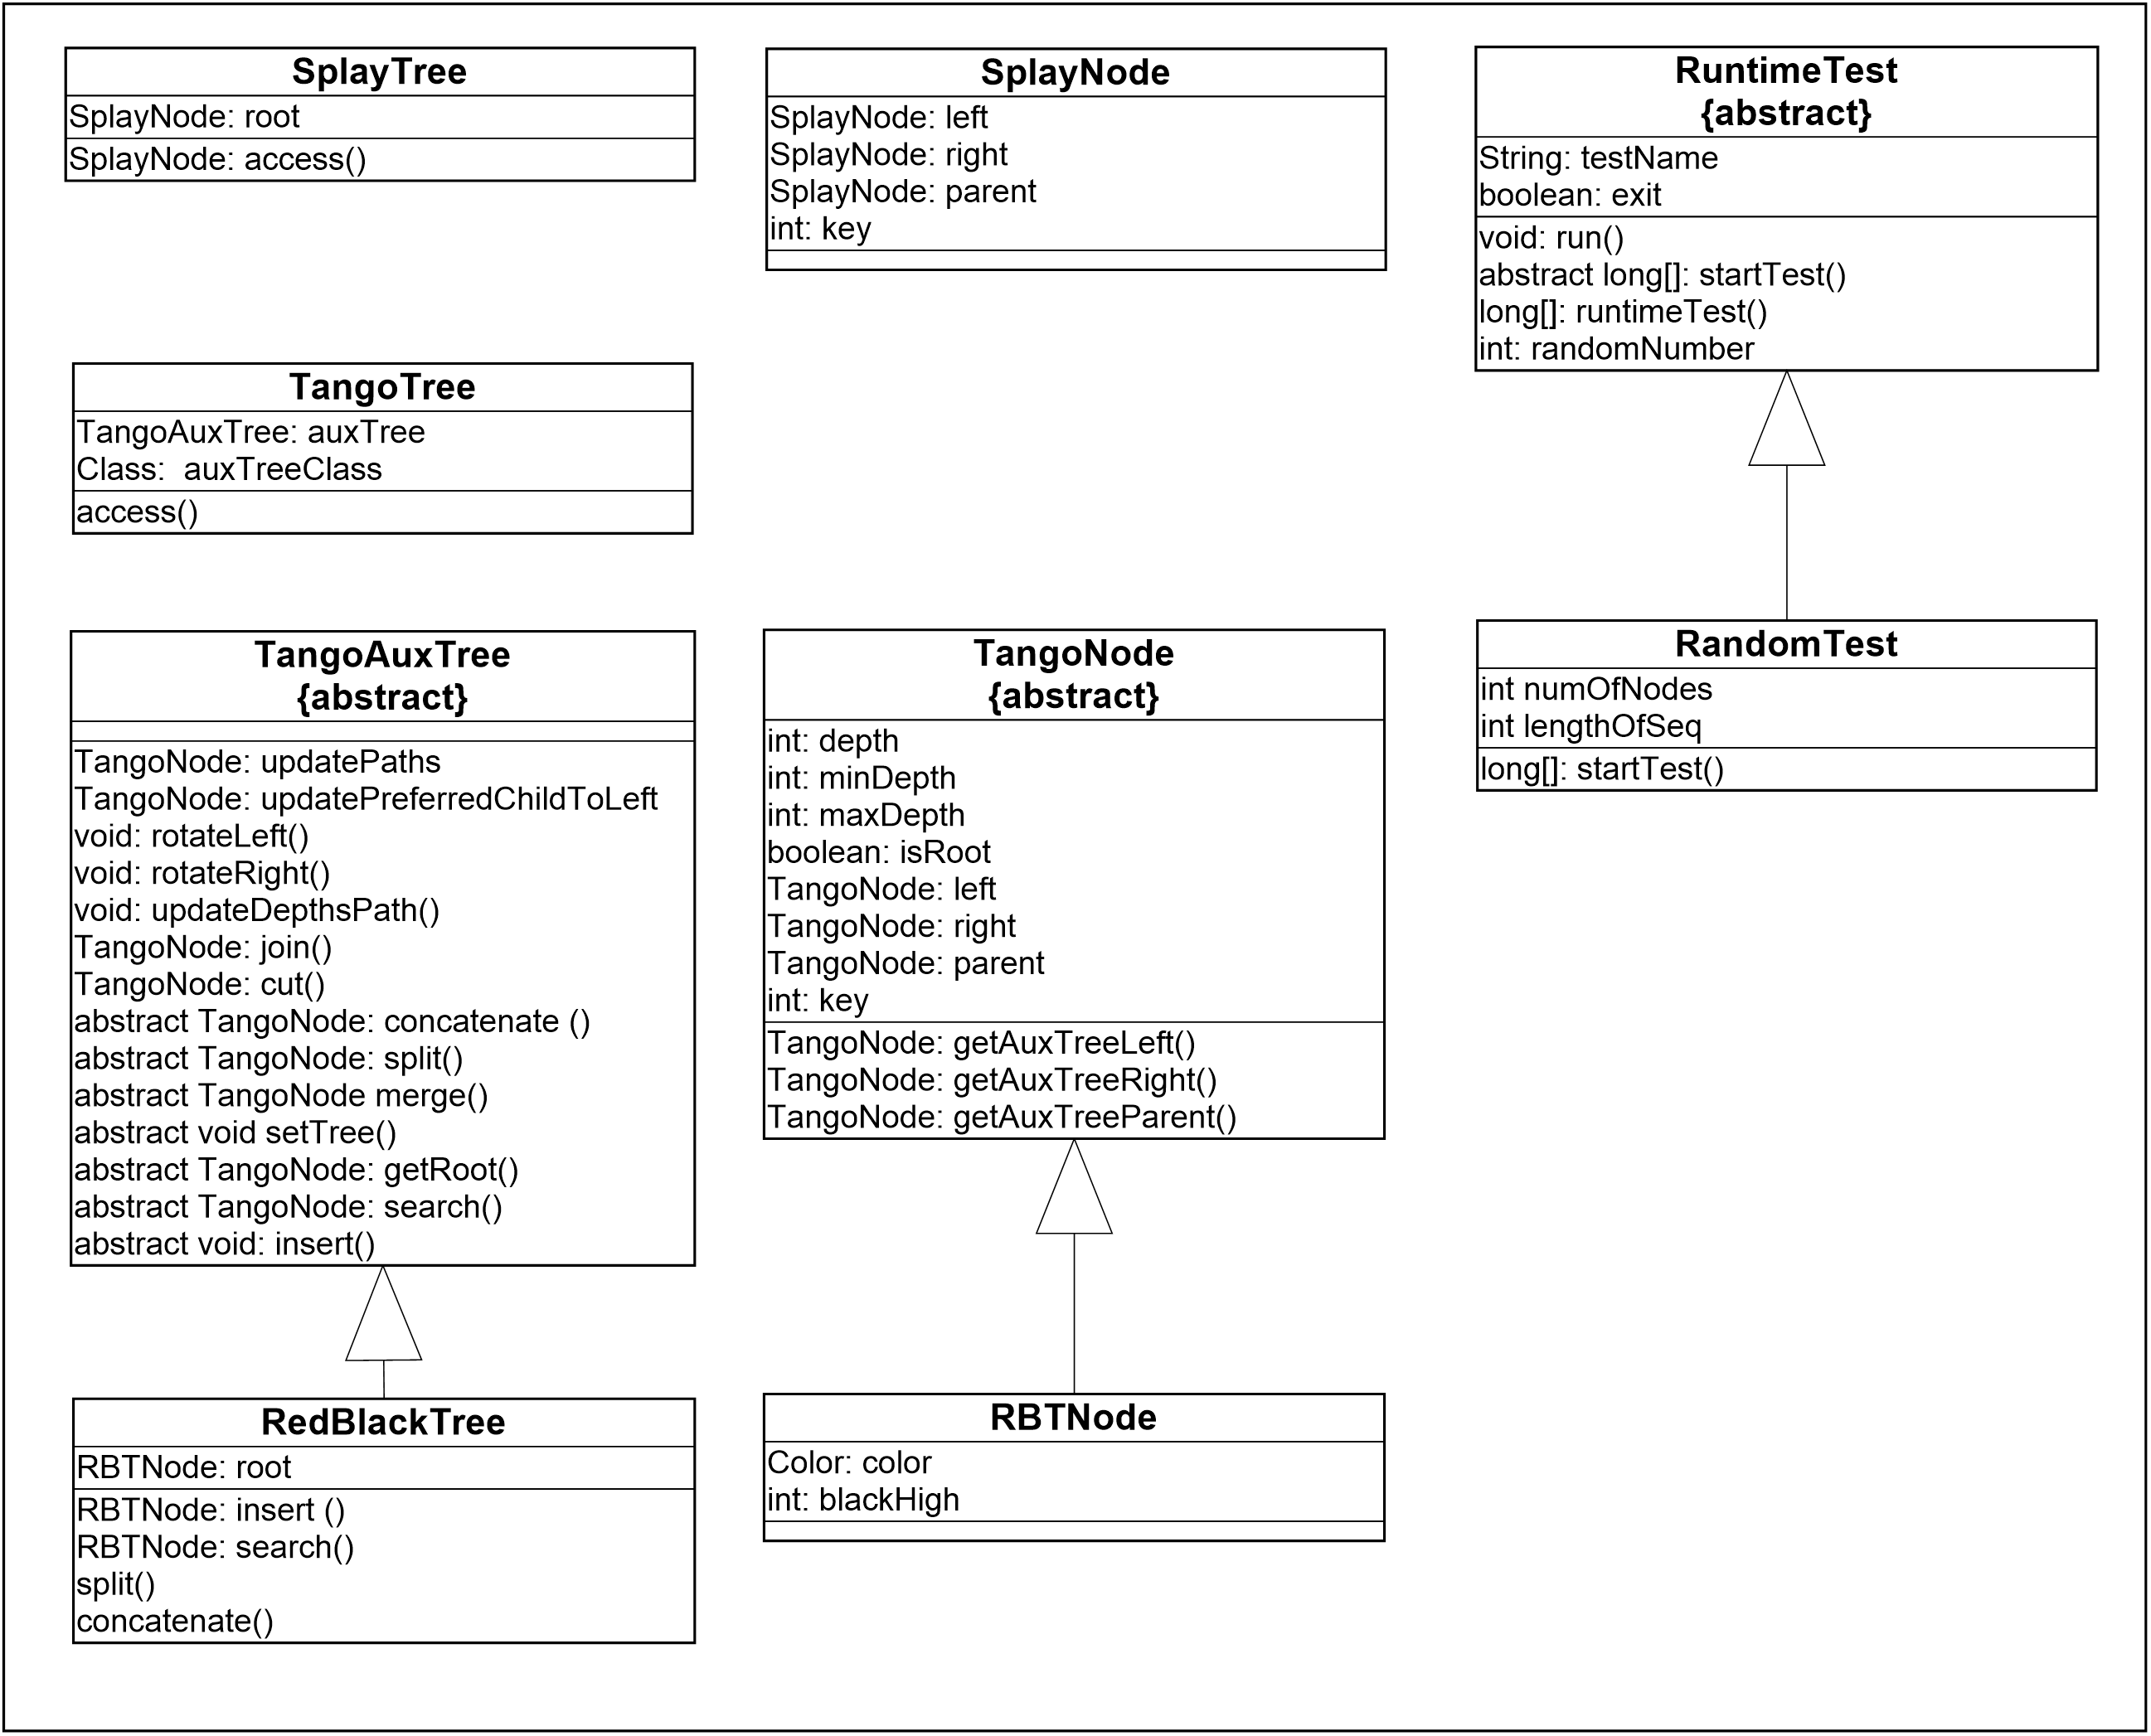 SplayTree
SplayNode: root
SplayNode: access()
SplayNode
SplayNode: left
SplayNode: right
SplayNode: parent
int: key
RuntimeTest
{abstract}
String: testName
boolean: exit
void: run()
abstract long[]: startTest()
long[]: runtimeTest()
int: randomNumber
TangoTree
TangoAuxTree: auxTree
Class:  auxTreeClass
access()
TangoAuxTree
{abstract}
TangoNode: updatePaths
TangoNode: updatePreferredChildToLeft
void: rotateLeft()
void: rotateRight()
void: updateDepthsPath()
TangoNode: join()
TangoNode: cut()
abstract TangoNode: concatenate ()
abstract TangoNode: split()
abstract TangoNode merge()
abstract void setTree()
abstract TangoNode: getRoot()
abstract TangoNode: search()
abstract void: insert()
TangoNode
{abstract}
int: depth
int: minDepth
int: maxDepth
boolean: isRoot
TangoNode: left
TangoNode: right
TangoNode: parent
int: key
TangoNode: getAuxTreeLeft()
TangoNode: getAuxTreeRight()
TangoNode: getAuxTreeParent()
RandomTest
int numOfNodes
int lengthOfSeq
long[]: startTest()
RedBlackTree
RBTNode: root
RBTNode: insert ()
RBTNode: search()
split()
concatenate()
RBTNode
Color: color
int: blackHigh